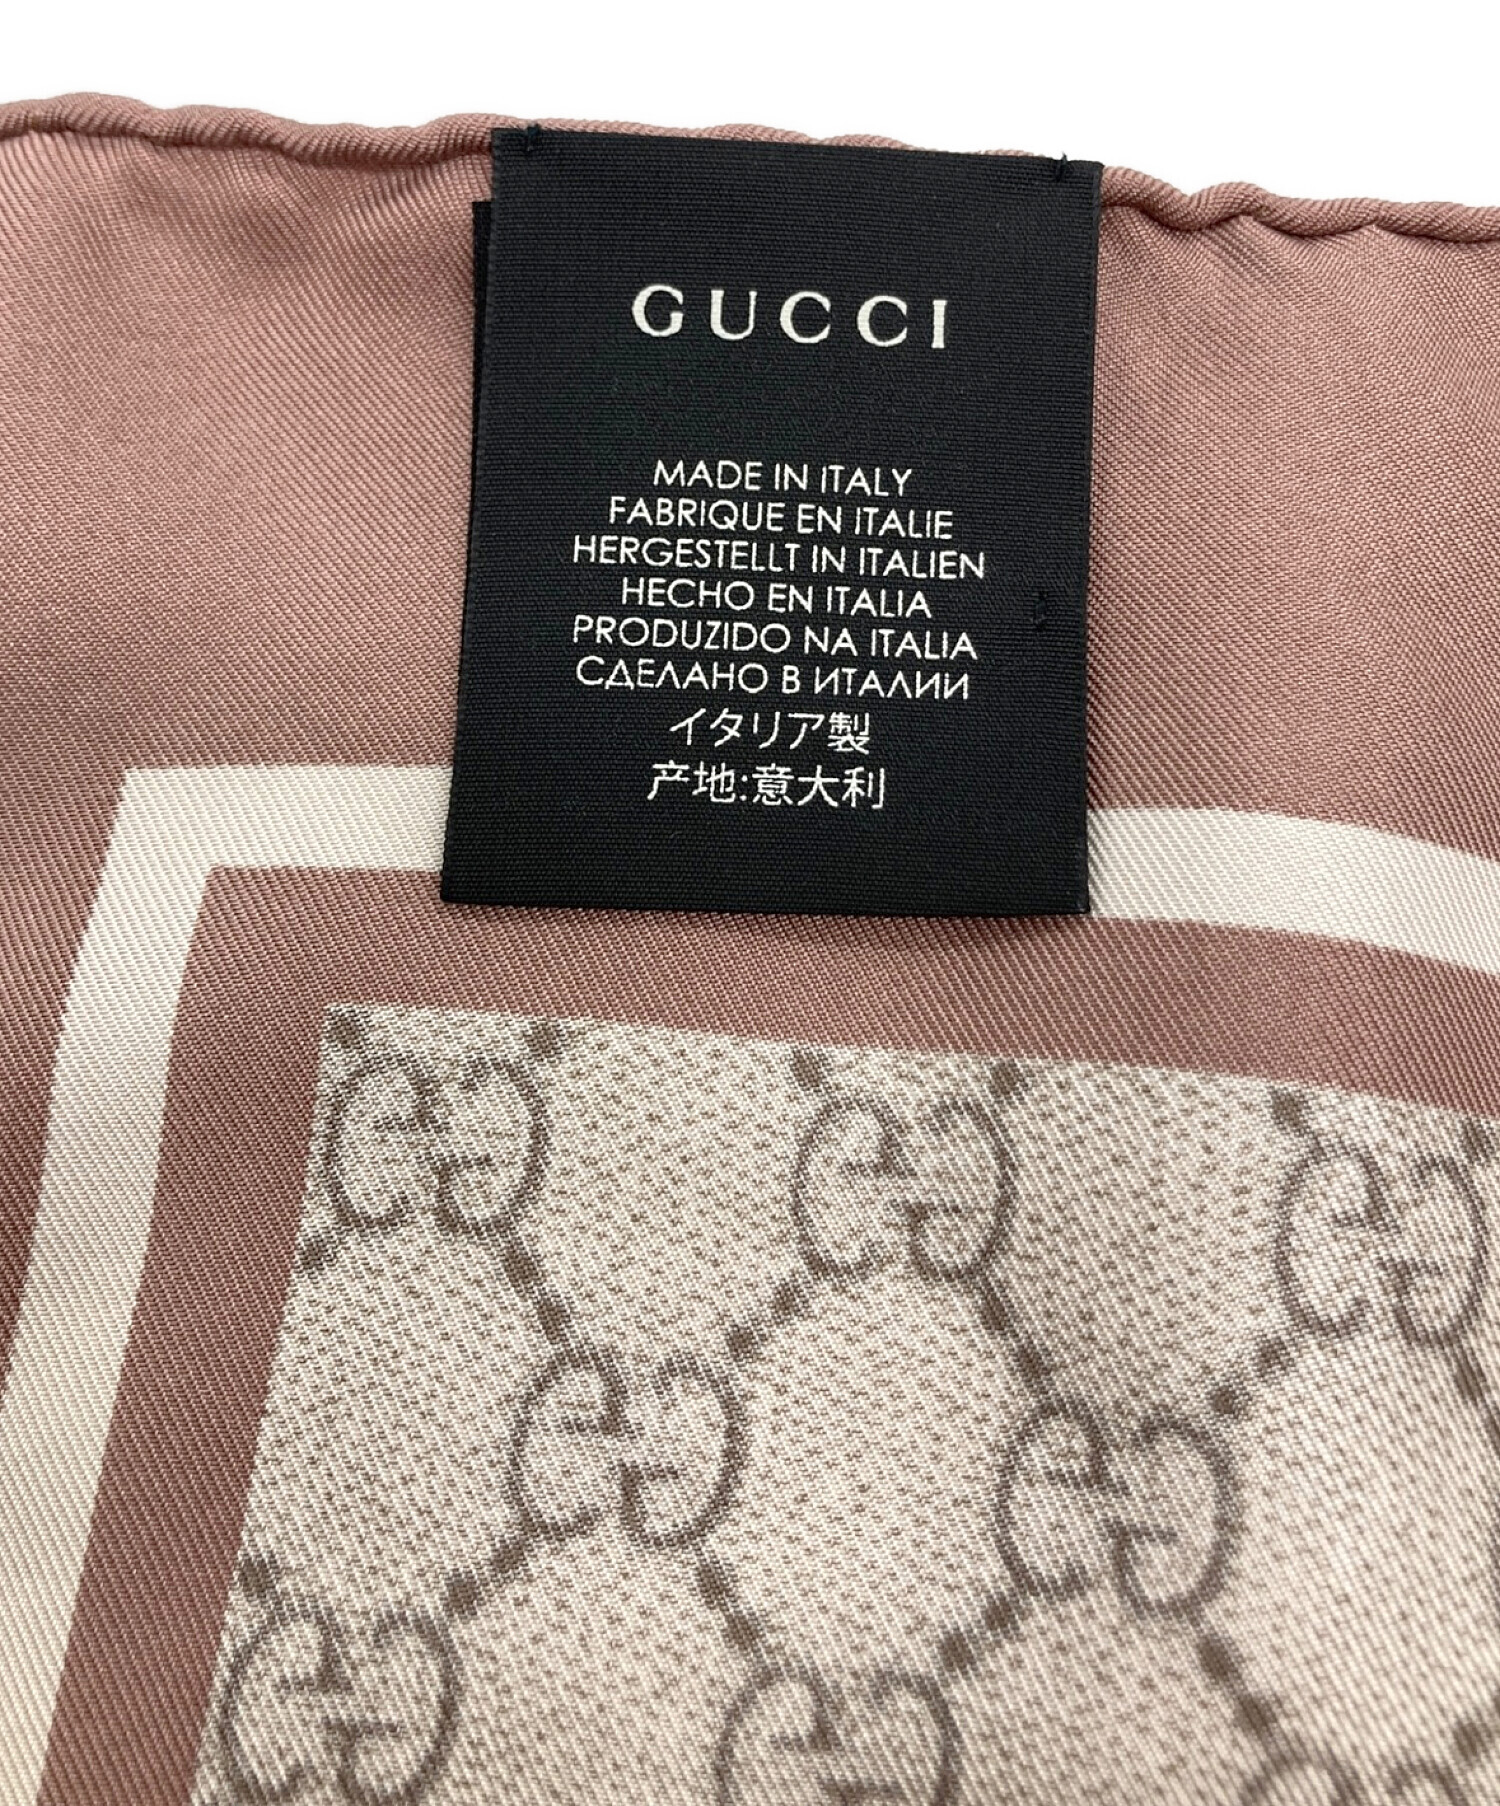 GUCCI
MADE IN ITALY
FABRIQUE EN ITALIE
HERGESTELLT IN ITALIEN
HECHO EN ITALIA
PRODUZIDO NA ITALIA
СДЕЛАНО В ИТАЛИИ
イタリア製
产地:意大利